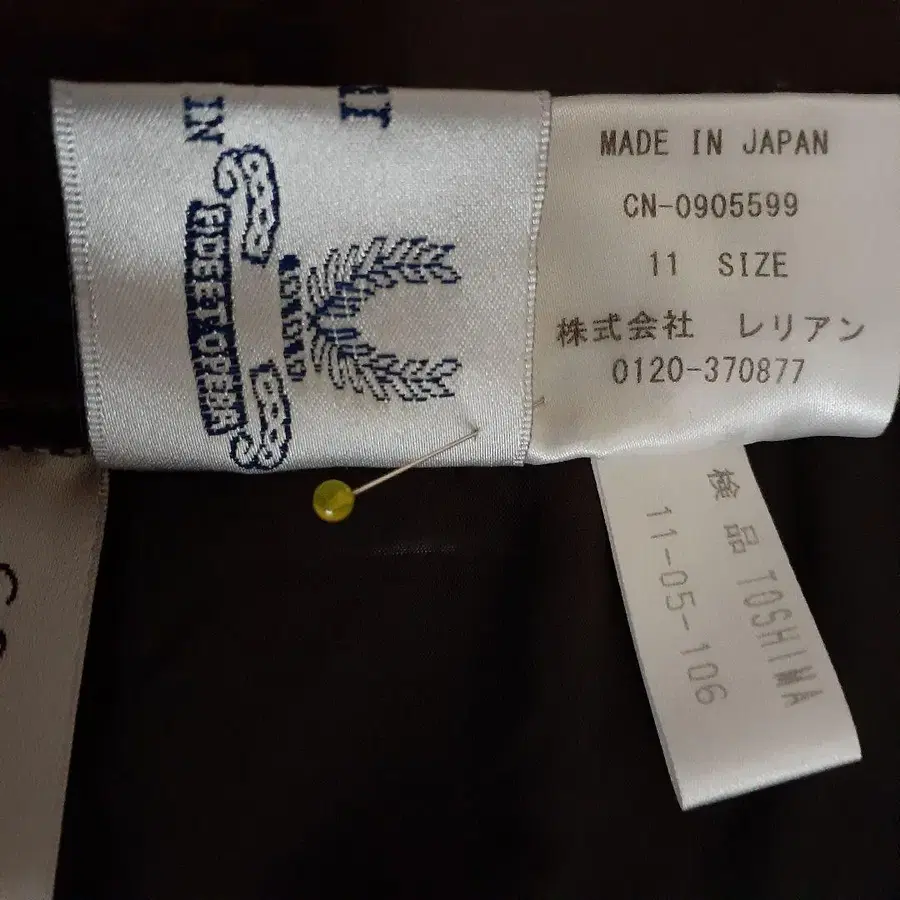 IN
MADE IN JAPAN
CN-0905599
11 SIZE
株式会社 レリアン
0120-370877
検品 TOSHIMA
11-05-106